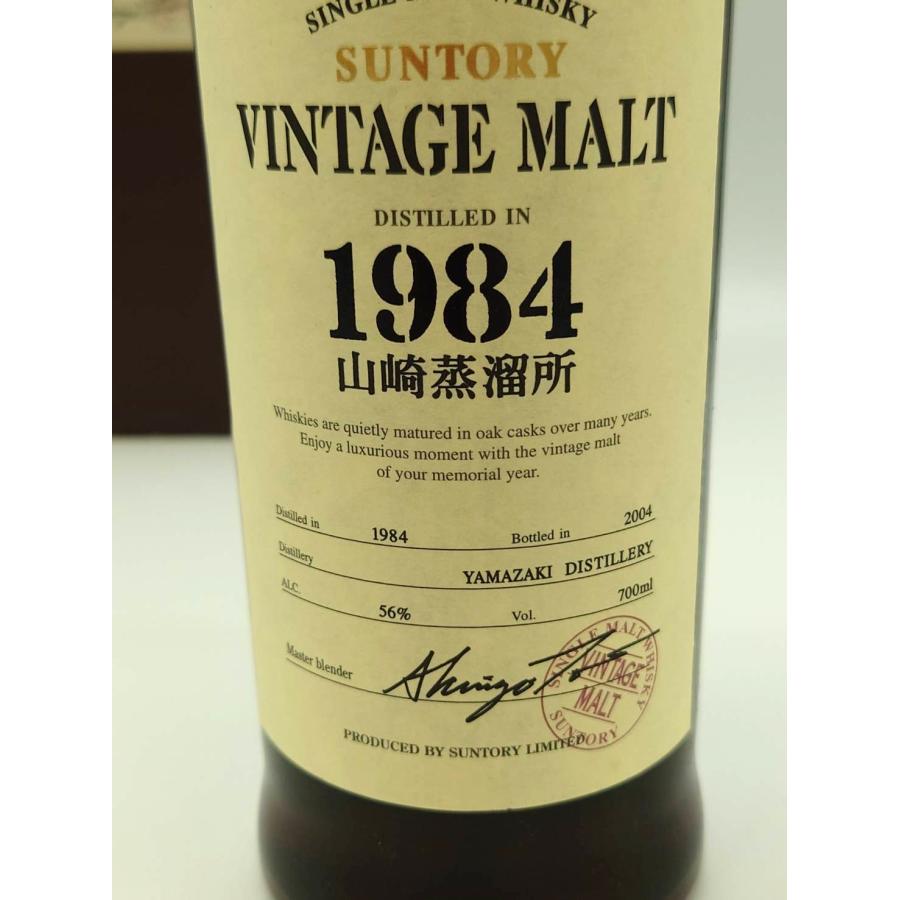 SINGLE MALT WHISKY
SUNTORY
VINTAGE MALT
DISTILLED IN
1984
山崎蒸溜所
Whiskies are quietly matured in oak casks over many years.
Enjoy a luxurious moment with the vintage malt
of your memorial year.
Distilled in 1984 Bottled in 2004
Distillery YAMAZAKI DISTILLERY
ALC. 56% Vol. 700ml
Master blender
SINGLE MALT WHISKY
VINTAGE
MALT
SUNTORY
PRODUCED BY SUNTORY LIMITED